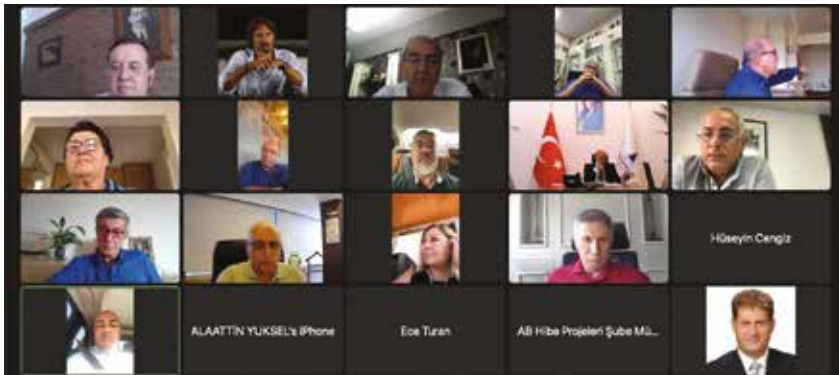 Hüseyin Cengiz
ALAATTİN YUKSEL's iPhone
Ece Turan
AB Hibe Projeleri Şube Mü...